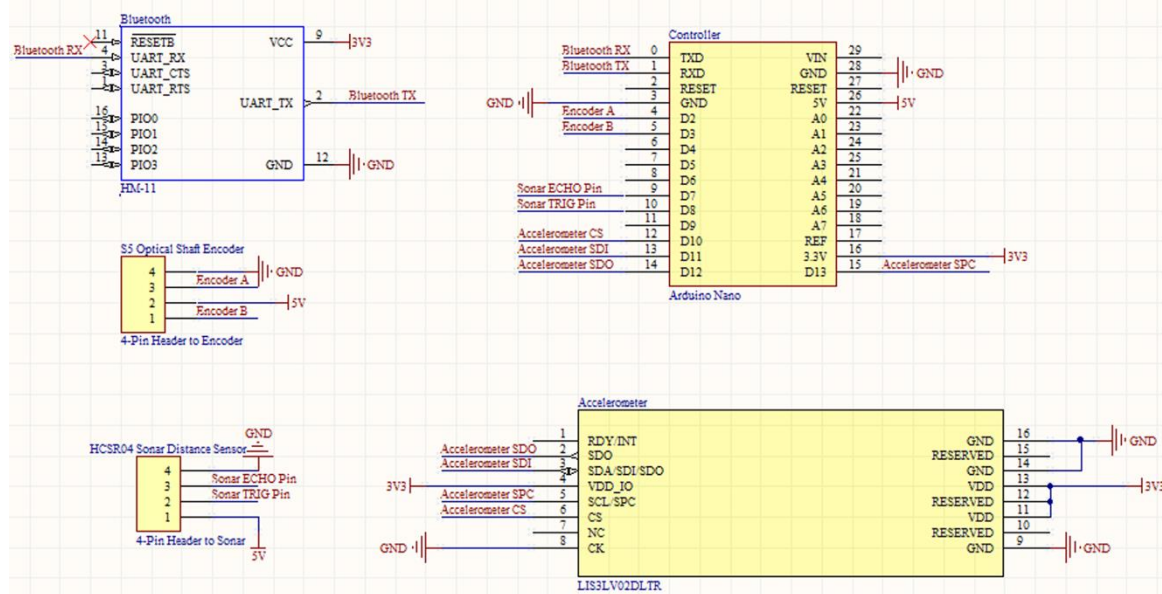 Bluetooth
11 RESETB
Bluetooth RX 4 UART_RX
3 UART_CTS
1 UART_RTS
16 PIO0
15 PIO1
14 PIO2
13 PIO3
VCC 9 3V3
UART_TX 2 Bluetooth TX
GND 12 GND
HM-11
Controller
Bluetooth RX 0 TXD
Bluetooth TX 1 RXD
2 RESET
GND 3 GND
Encoder A 4 D2
Encoder B 5 D3
6 D4
7 D5
8 D6
Sonar ECHO Pin 9 D7
Sonar TRIG Pin 10 D8
11 D9
Accelerometer CS 12 D10
Accelerometer SDI 13 D11
Accelerometer SDO 14 D12
VIN 29
GND 28 GND
RESET 27
5V 26 5V
A0 22
A1 23
A2 24
A3 25
A4 21
A5 20
A6 19
A7 18
REF 17
3.3V 16 3V3
D13 15 Accelerometer SPC
Arduino Nano
S5 Optical Shaft Encoder
4 GND
3 Encoder A
2 5V
1 Encoder B
4-Pin Header to Encoder
GND
HCSR04 Sonar Distance Sensor
4
3 Sonar ECHO Pin
2 Sonar TRIG Pin
1
4-Pin Header to Sonar
5V
Accelerometer
1 RDY/INT
Accelerometer SDO 2 SDO
Accelerometer SDI 3 SDA/SDI/SDO
3V3 4 VDD_IO
Accelerometer SPC 5 SCL/SPC
Accelerometer CS 6 CS
7 NC
GND 8 CK
GND 16 GND
RESERVED 15
GND 14
VDD 13 3V3
RESERVED 12
VDD 11
RESERVED 10
GND 9 GND
LIS3LV02DLTR